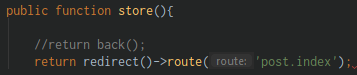 public function store(){
//return back();
return redirect()->route( route: 'post.index');